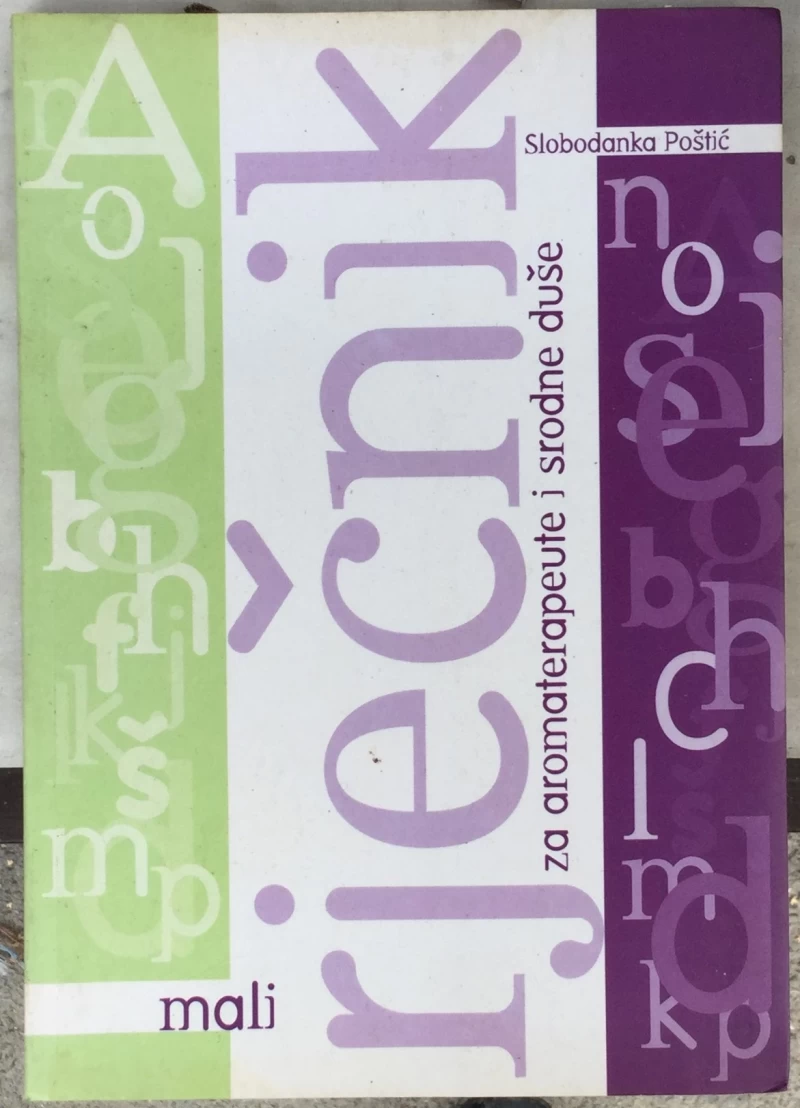 Slobodanka Poštić
mali
rječnik
za aromaterapeute i srodne duše